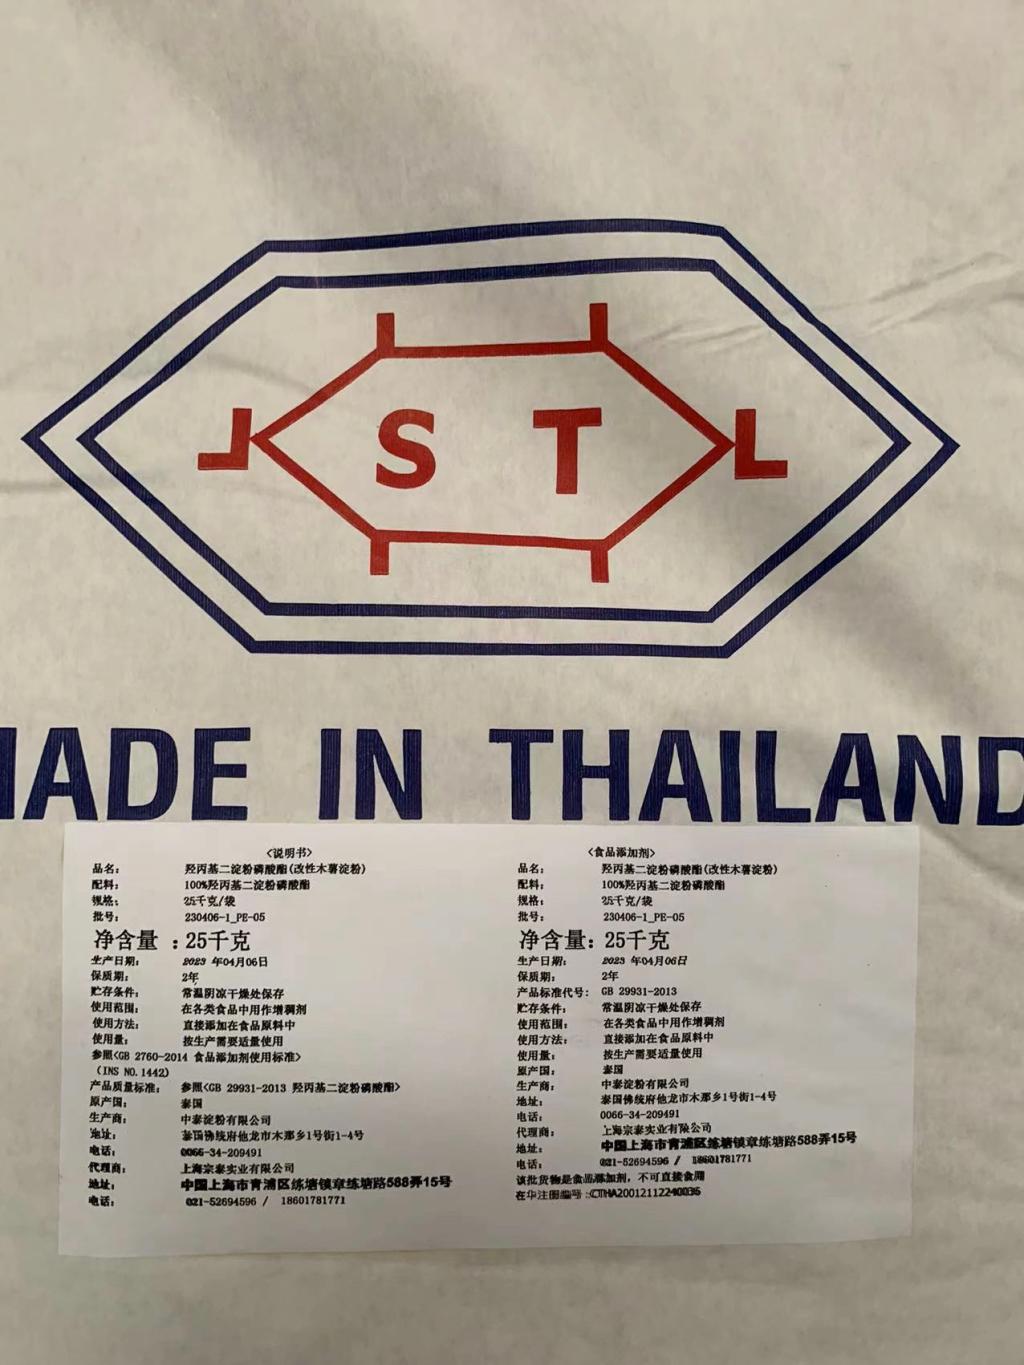 S T L
MADE IN THAILAND
<说明书>
品名: 羟丙基二淀粉磷酸酯(改性木薯淀粉)
配料: 100%羟丙基二淀粉磷酸酯
规格: 25千克/袋
批号: 230406-1_PE-05
净含量 : 25千克
生产日期: 2023 年04月06日
保质期: 2年
贮存条件: 常温阴凉干燥处保存
使用范围: 在各类食品中用作增稠剂
使用方法: 直接添加在食品原料中
使用量: 按生产需要适量使用
参照<GB 2760-2014 食品添加剂使用标准>
(INS NO.1442)
产品质量标准: 参照<GB 29931-2013 羟丙基二淀粉磷酸酯>
原产国: 泰国
生产商: 中泰淀粉有限公司
地址: 泰国佛统府他龙市木那乡1号街1-4号
电话: 0066-34-209491
代理商: 上海宗泰实业有限公司
地址: 中国上海市青浦区练塘镇章练塘路588弄15号
电话: 021-52694596 / 18601781771
<食品添加剂>
品名: 羟丙基二淀粉磷酸酯(改性木薯淀粉)
配料: 100%羟丙基二淀粉磷酸酯
规格: 25千克/袋
批号: 230406-1_PE-05
净含量: 25千克
生产日期: 2023 年04月06日
保质期: 2年
产品标准代号: GB 29931-2013
贮存条件: 常温阴凉干燥处保存
使用范围: 在各类食品中用作增稠剂
使用方法: 直接添加在食品原料中
使用量: 按生产需要适量使用
原产国: 泰国
生产商: 中泰淀粉有限公司
地址: 泰国佛统府他龙市木那乡1号街1-4号
电话: 0066-34-209491
代理商: 上海宗泰实业有限公司
地址: 中国上海市青浦区练塘镇章练塘路588弄15号
电话: 021-52694596 / 18601781771
该批货物是食品添加剂，不可直接食用
在华注册编号:CTHA20012112240036